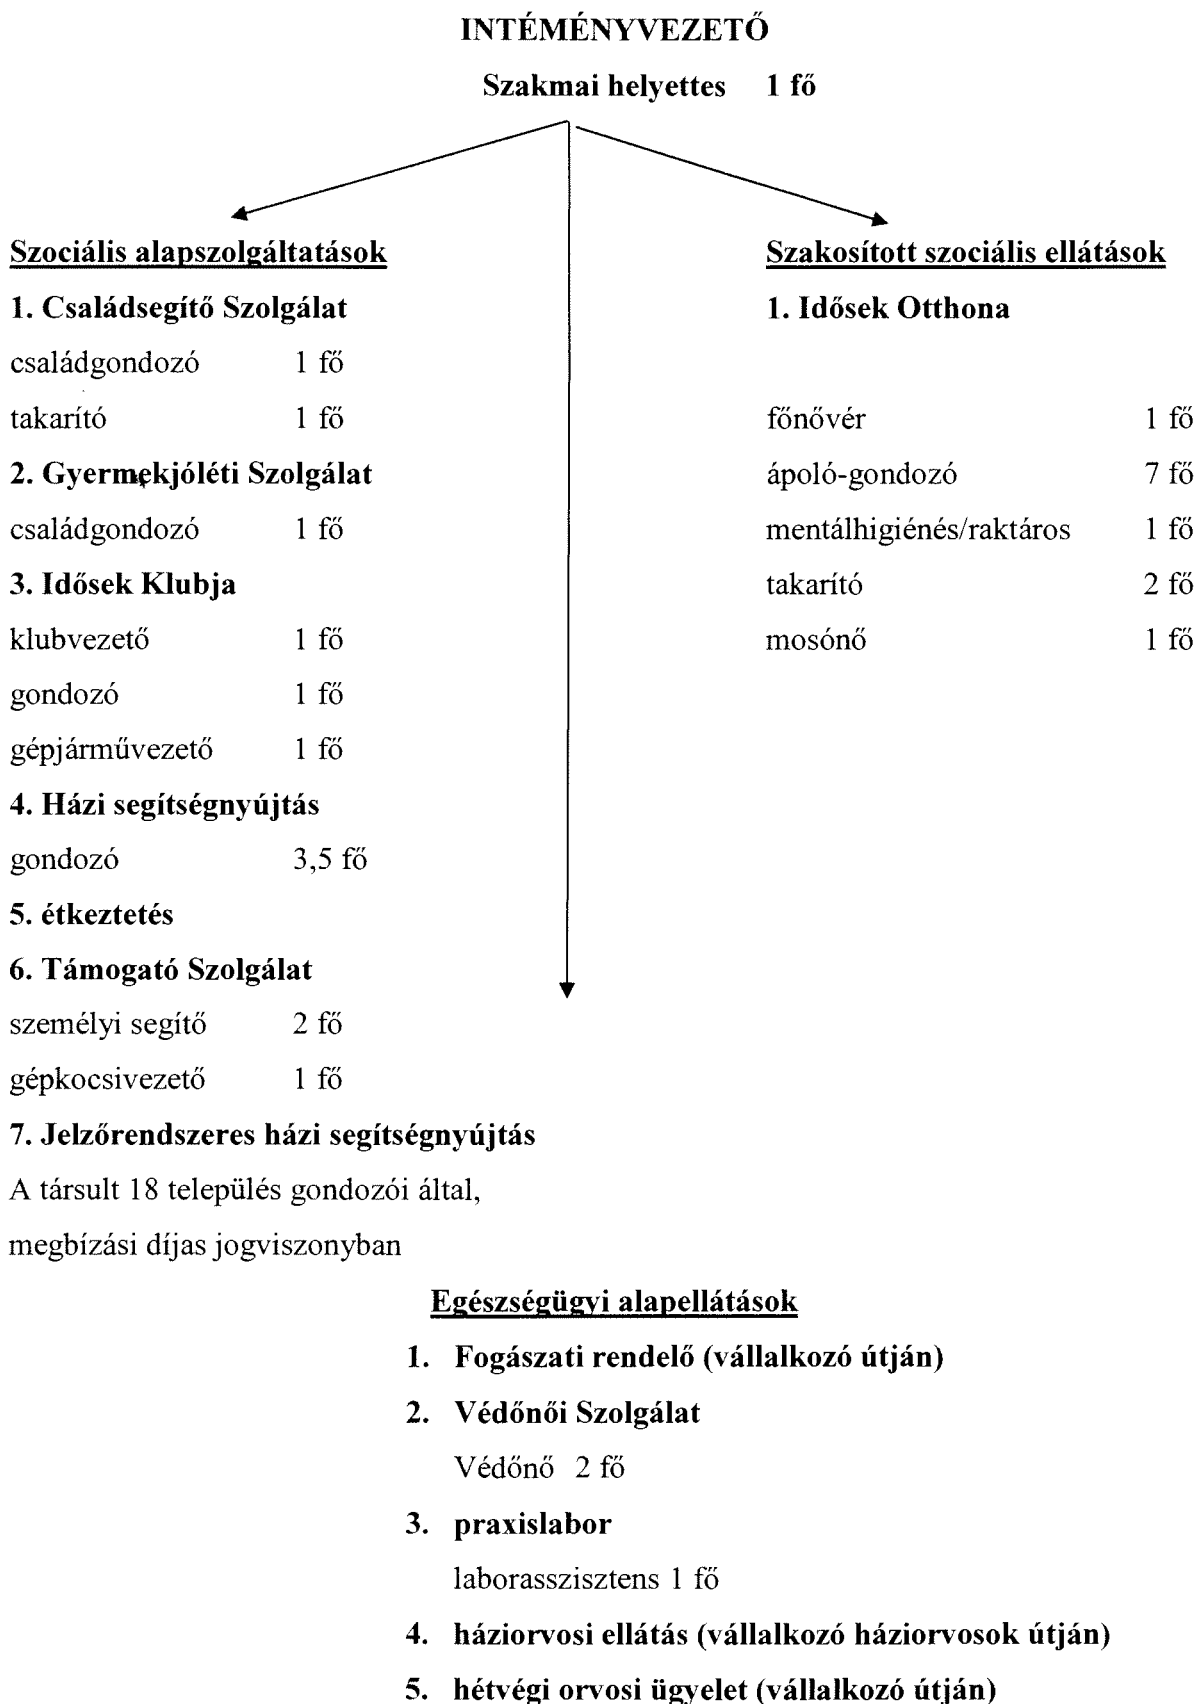 INTÉMÉNYVEZETŐ
Szakmai helyettes 1 fő
Szociális alapszolgáltatások
1. Családsegítő Szolgálat
családgondozó 1 fő
takarító 1 fő
2. Gyermekjóléti Szolgálat
családgondozó 1 fő
3. Idősek Klubja
klubvezető 1 fő
gondozó 1 fő
gépjárművezető 1 fő
4. Házi segítségnyújtás
gondozó 3,5 fő
5. étkeztetés
6. Támogató Szolgálat
személyi segítő 2 fő
gépkocsivezető 1 fő
7. Jelzőrendszeres házi segítségnyújtás
A társult 18 település gondozói által,
megbízási díjas jogviszonyban
Szakosított szociális ellátások
1. Idősek Otthona
főnővér 1 fő
ápoló-gondozó 7 fő
mentálhigiénés/raktáros 1 fő
takarító 2 fő
mosónő 1 fő
Egészségügyi alapellátások
1. Fogászati rendelő (vállalkozó útján)
2. Védőnői Szolgálat
Védőnő 2 fő
3. praxislabor
laborasszisztens 1 fő
4. háziorvosi ellátás (vállalkozó háziorvosok útján)
5. hétvégi orvosi ügyelet (vállalkozó útján)